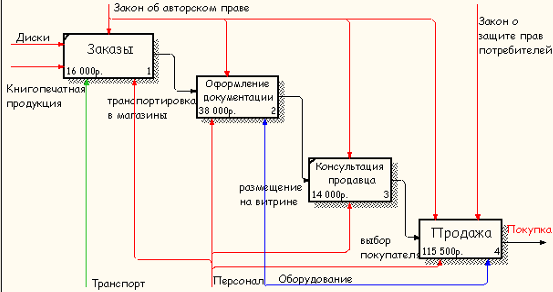 Закон об авторском праве
Диски
Заказы
16 000р. 1
Закон о
защите прав
потребителей
Книгопечатная
продукция
транспортировка
в магазины
Оформление
документации
38 000р. 2
Консультация
продавца
14 000р. 3
размещение
на витрине
Продажа
115 500р. 4
Покупка
выбор
покупателя
Транспорт
Персонал
Оборудование